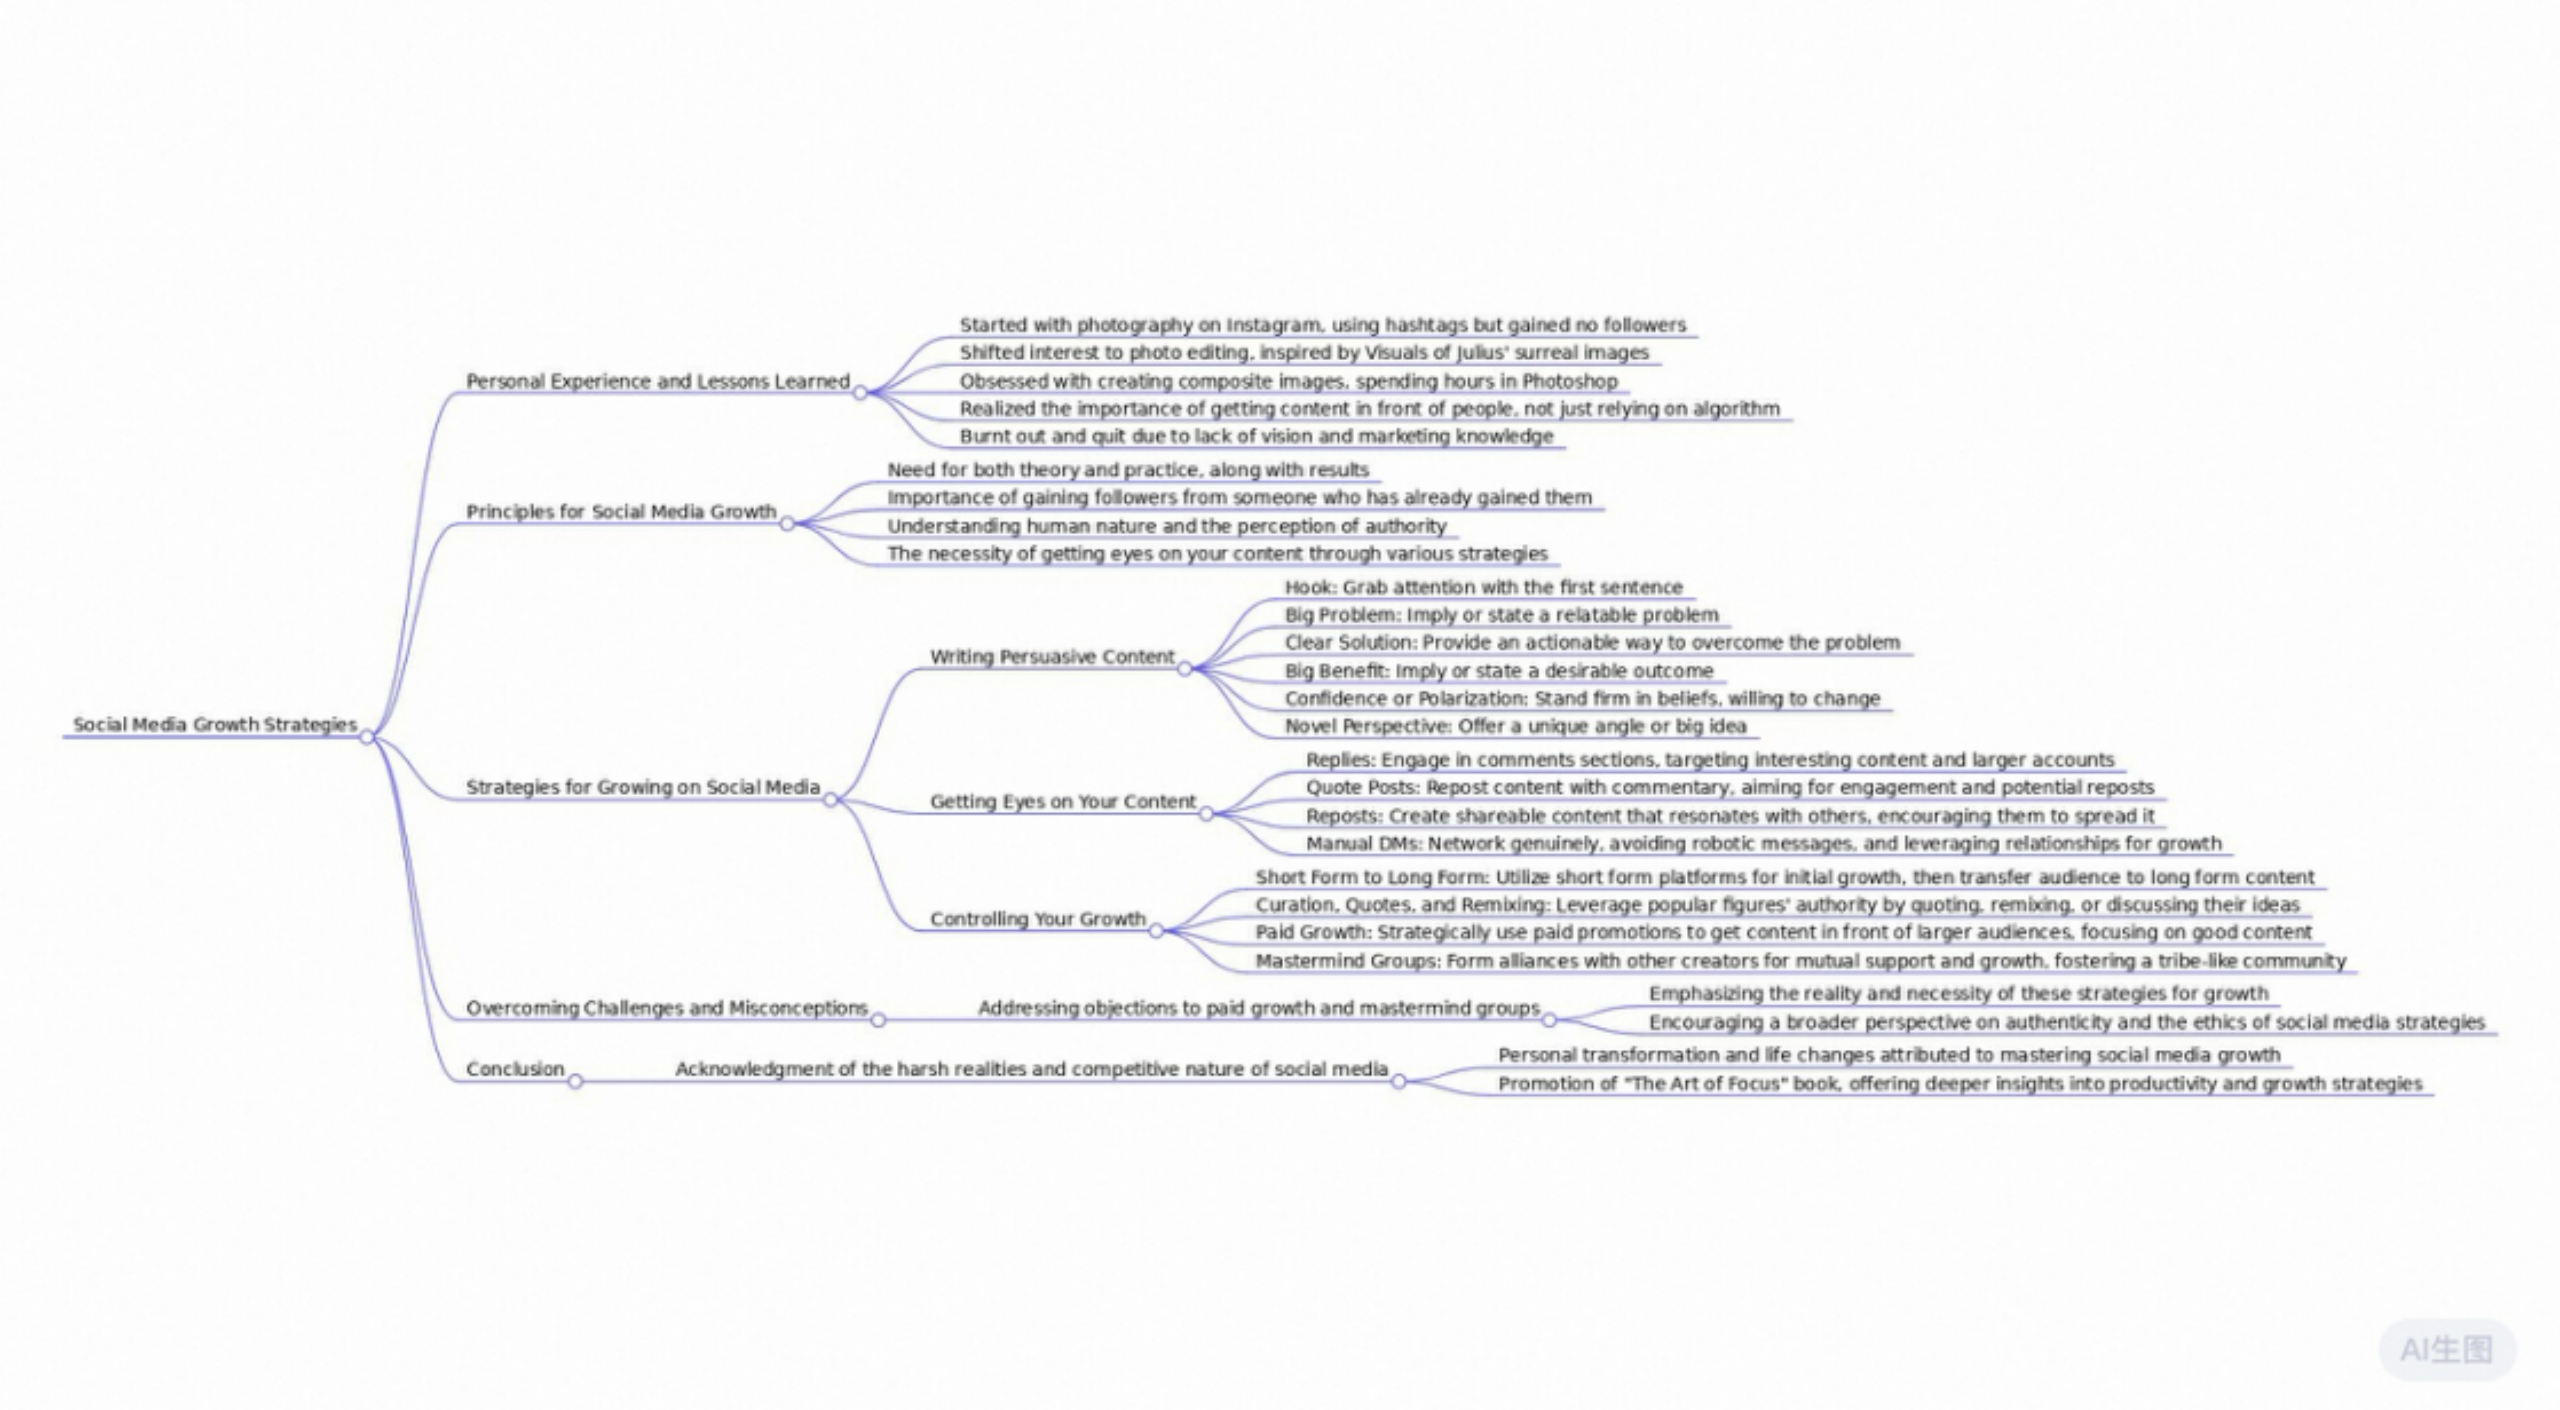 Social Media Growth Strategies
Personal Experience and Lessons Learned
Started with photography on Instagram, using hashtags but gained no followers
Shifted interest to photo editing, inspired by Visuals of Julius' surreal images
Obsessed with creating composite images, spending hours in Photoshop
Realized the importance of getting content in front of people, not just relying on algorithm
Burnt out and quit due to lack of vision and marketing knowledge
Principles for Social Media Growth
Need for both theory and practice, along with results
Importance of gaining followers from someone who has already gained them
Understanding human nature and the perception of authority
The necessity of getting eyes on your content through various strategies
Strategies for Growing on Social Media
Writing Persuasive Content
Hook: Grab attention with the first sentence
Big Problem: Imply or state a relatable problem
Clear Solution: Provide an actionable way to overcome the problem
Big Benefit: Imply or state a desirable outcome
Confidence or Polarization: Stand firm in beliefs, willing to change
Novel Perspective: Offer a unique angle or big idea
Getting Eyes on Your Content
Replies: Engage in comments sections, targeting interesting content and larger accounts
Quote Posts: Repost content with commentary, aiming for engagement and potential reposts
Reposts: Create shareable content that resonates with others, encouraging them to spread it
Manual DMs: Network genuinely, avoiding robotic messages, and leveraging relationships for growth
Controlling Your Growth
Short Form to Long Form: Utilize short form platforms for initial growth, then transfer audience to long form content
Curation, Quotes, and Remixing: Leverage popular figures' authority by quoting, remixing, or discussing their ideas
Paid Growth: Strategically use paid promotions to get content in front of larger audiences, focusing on good content
Mastermind Groups: Form alliances with other creators for mutual support and growth, fostering a tribe-like community
Overcoming Challenges and Misconceptions
Addressing objections to paid growth and mastermind groups
Emphasizing the reality and necessity of these strategies for growth
Encouraging a broader perspective on authenticity and the ethics of social media strategies
Conclusion
Acknowledgment of the harsh realities and competitive nature of social media
Personal transformation and life changes attributed to mastering social media growth
Promotion of "The Art of Focus" book, offering deeper insights into productivity and growth strategies
AI生图